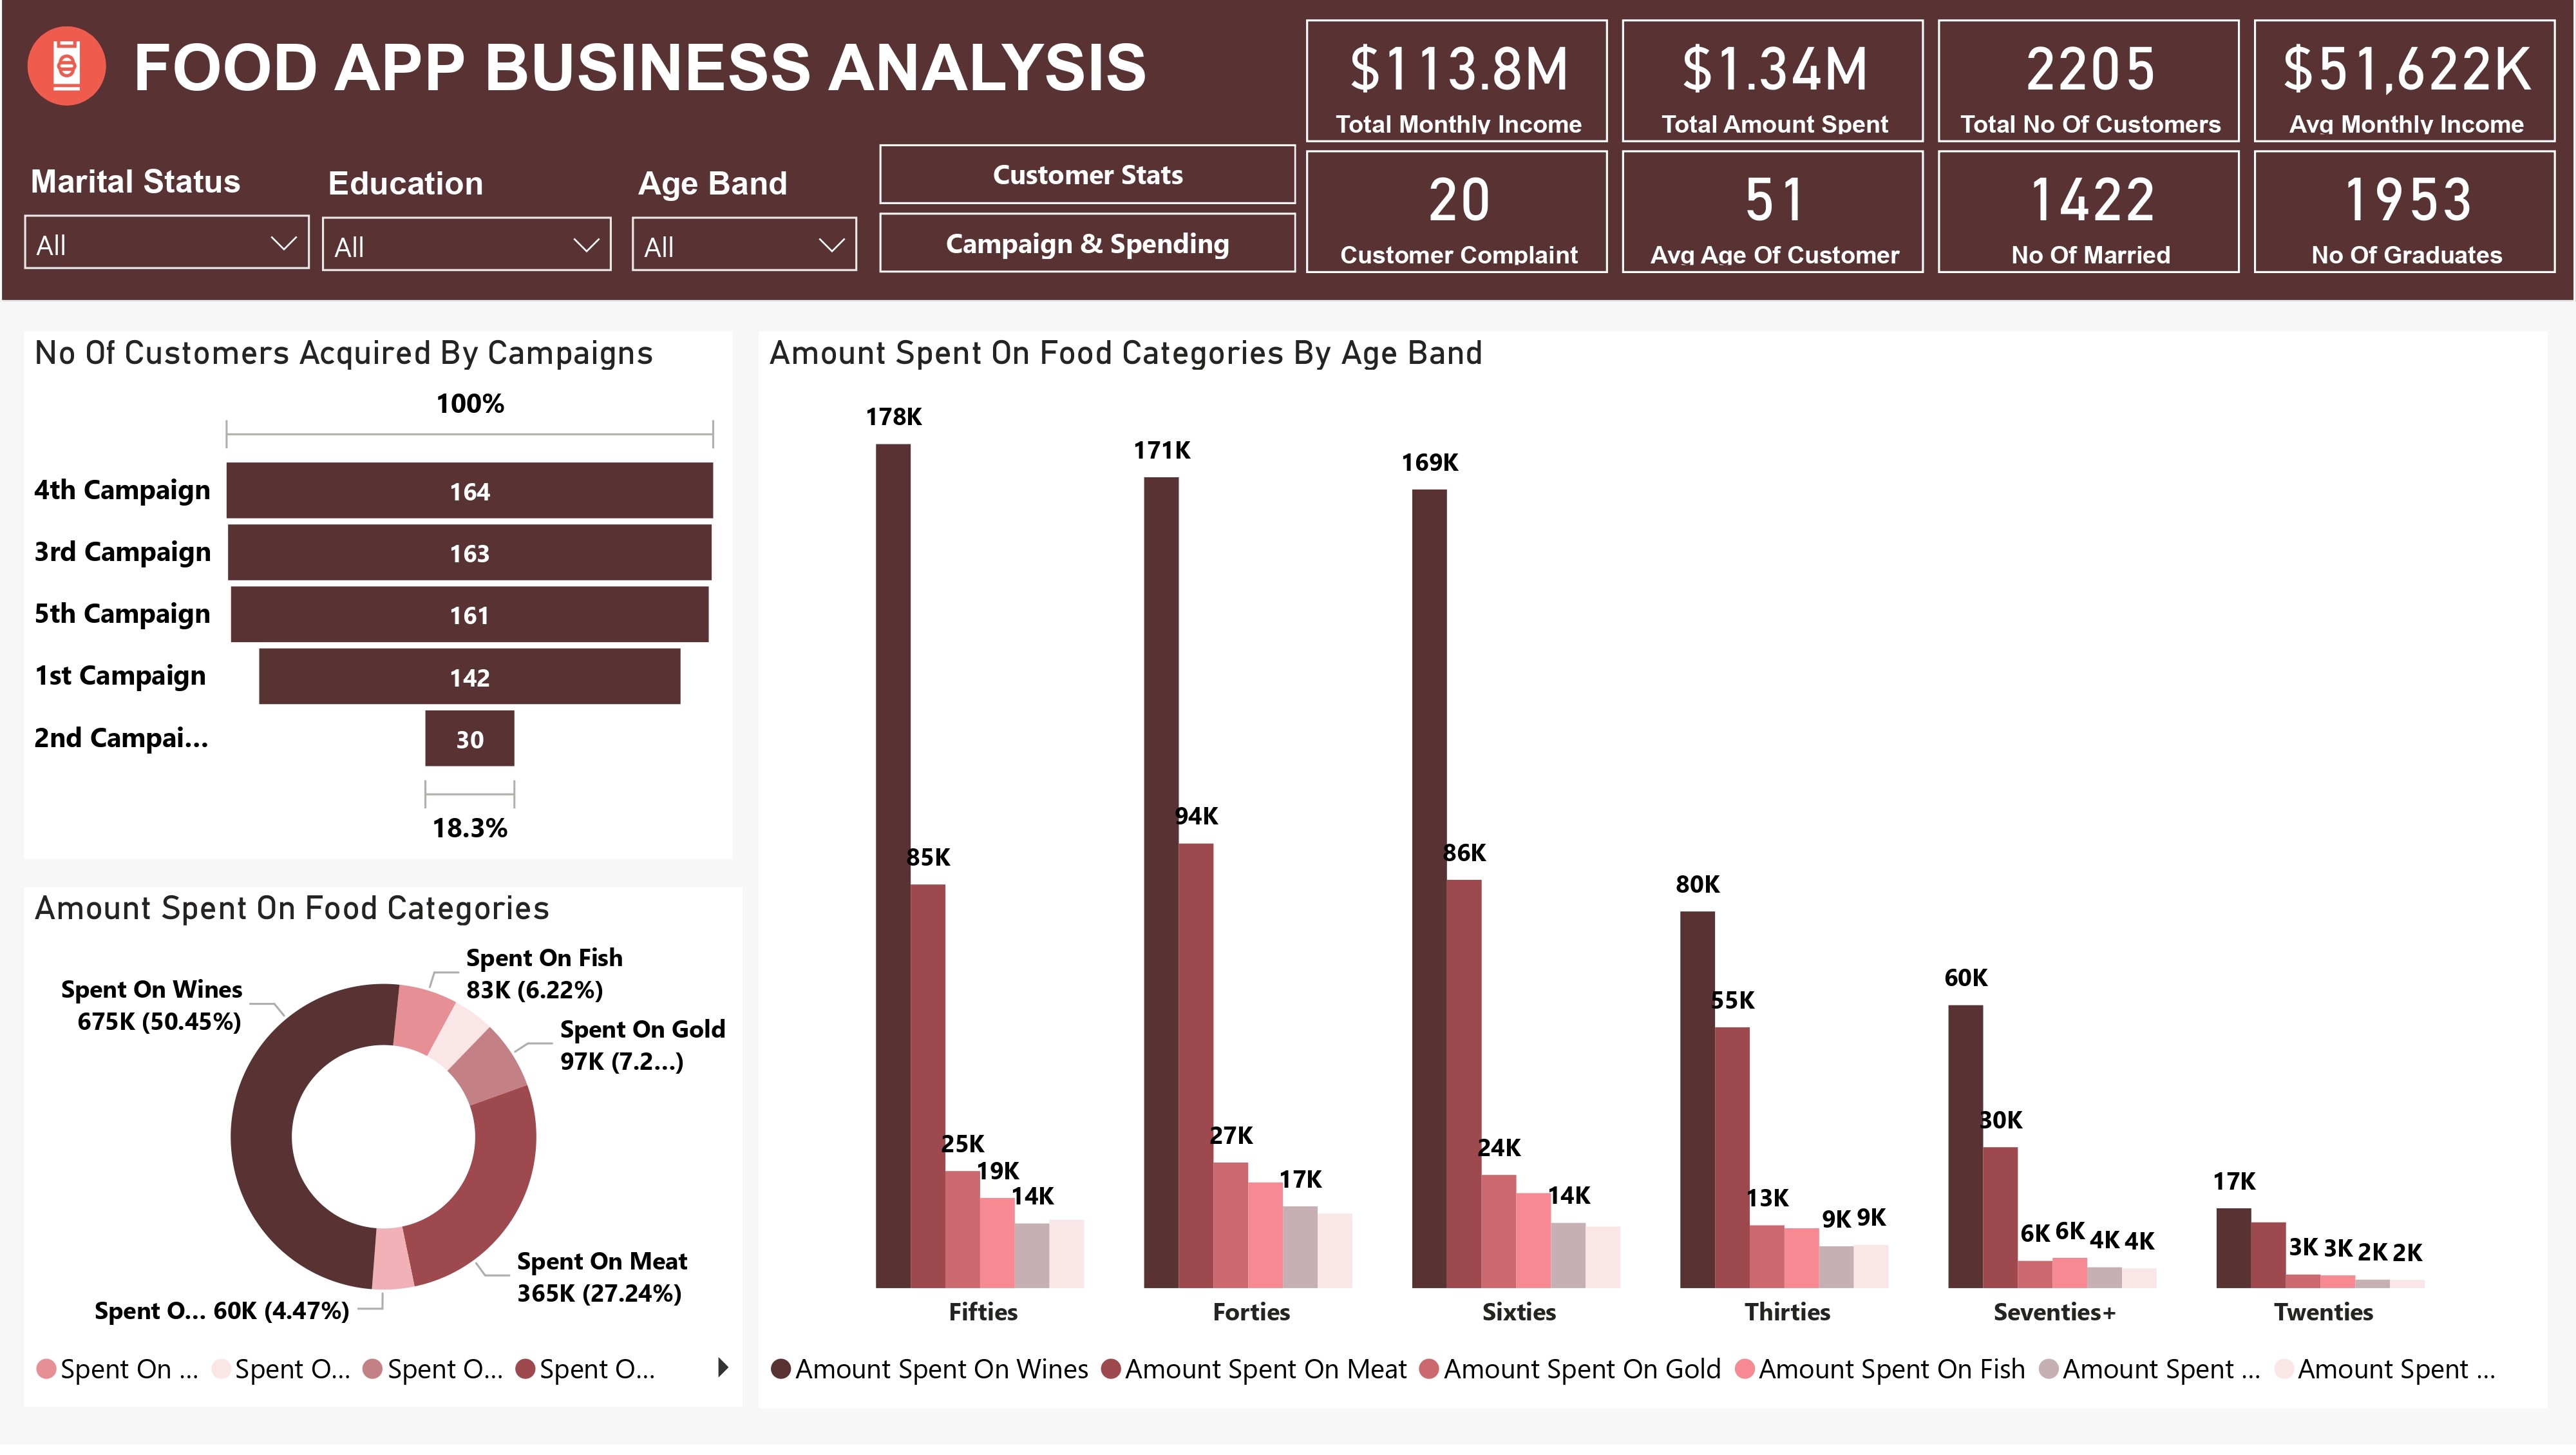 FOOD APP BUSINESS ANALYSIS
$113.8M
Total Monthly Income
$1.34M
Total Amount Spent
2205
Total No Of Customers
$51,622K
Avg Monthly Income
Marital Status
All
Education
All
Age Band
All
Customer Stats
Campaign & Spending
20
Customer Complaint
51
Avg Age Of Customer
1422
No Of Married
1953
No Of Graduates
No Of Customers Acquired By Campaigns
100%
4th Campaign 164
3rd Campaign 163
5th Campaign 161
1st Campaign 142
2nd Campai... 30
18.3%
Amount Spent On Food Categories
Spent On Fish
83K (6.22%)
Spent On Wines
675K (50.45%)
Spent On Gold
97K (7.2...)
Spent On Meat
365K (27.24%)
Spent O... 60K (4.47%)
Spent On ... Spent O... Spent O... Spent O...
Amount Spent On Food Categories By Age Band
178K 85K 25K 19K 14K
171K 94K 27K 17K
169K 86K 24K 14K
80K 55K 13K 9K 9K
60K 30K 6K 6K 4K 4K
17K 3K 3K 2K 2K
Fifties Forties Sixties Thirties Seventies+ Twenties
Amount Spent On Wines Amount Spent On Meat Amount Spent On Gold Amount Spent On Fish Amount Spent ... Amount Spent ...